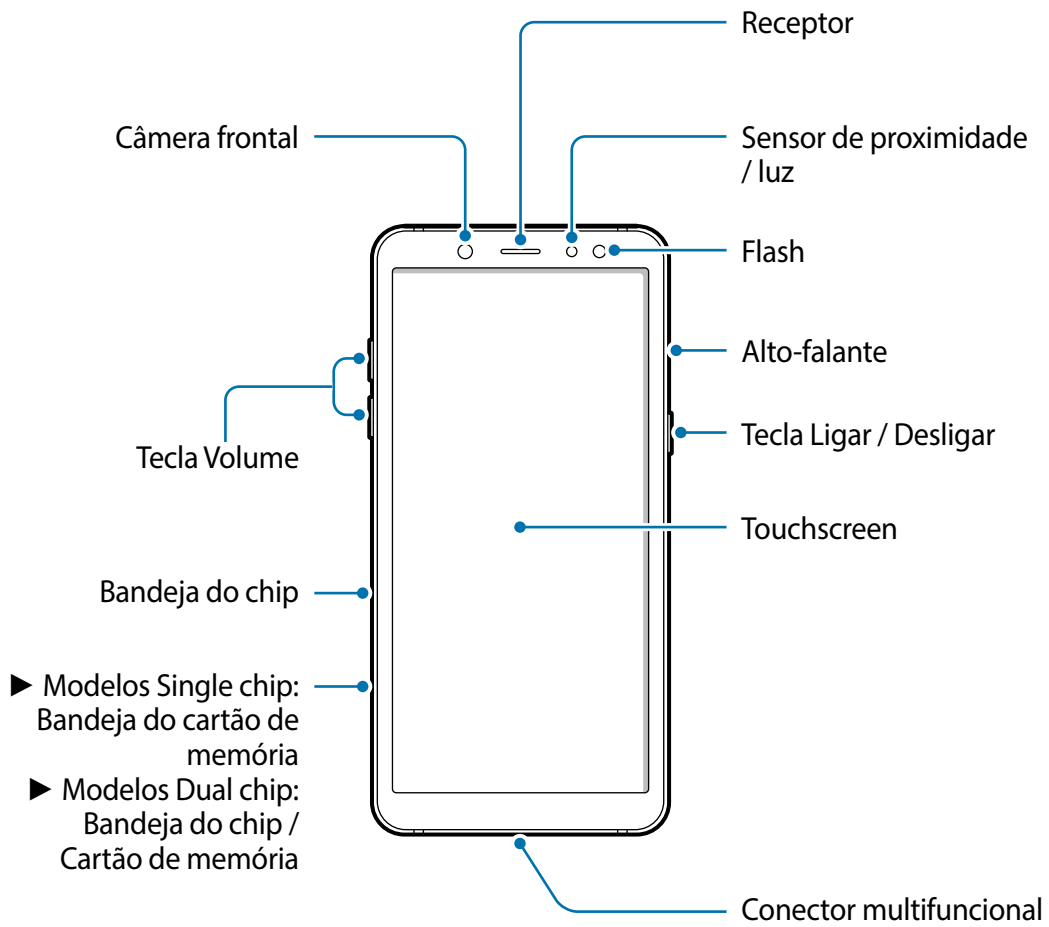 Receptor
Câmera frontal
Sensor de proximidade
/ luz
Flash
Alto-falante
Tecla Ligar / Desligar
Tecla Volume
Touchscreen
Bandeja do chip
► Modelos Single chip:
Bandeja do cartão de
memória
► Modelos Dual chip:
Bandeja do chip /
Cartão de memória
Conector multifuncional